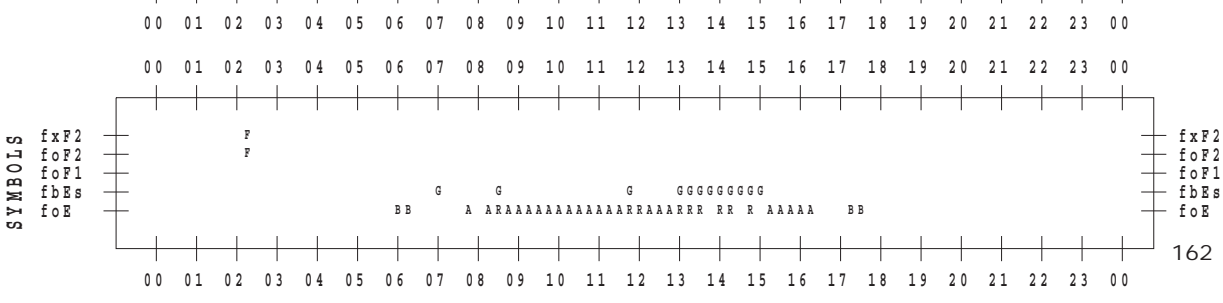 00 01 02 03 04 05 06 07 08 09 10 11 12 13 14 15 16 17 18 19 20 21 22 23 00
00 01 02 03 04 05 06 07 08 09 10 11 12 13 14 15 16 17 18 19 20 21 22 23 00
SYMBOLS
fxF2 F fxF2
foF2 F foF2
foF1 foF1
fbEs G G G GGGGGGGGG fbEs
foE BB A ARAAAAAAAAAAAARRAAARRR RR R AAAAA BB foE
162
00 01 02 03 04 05 06 07 08 09 10 11 12 13 14 15 16 17 18 19 20 21 22 23 00